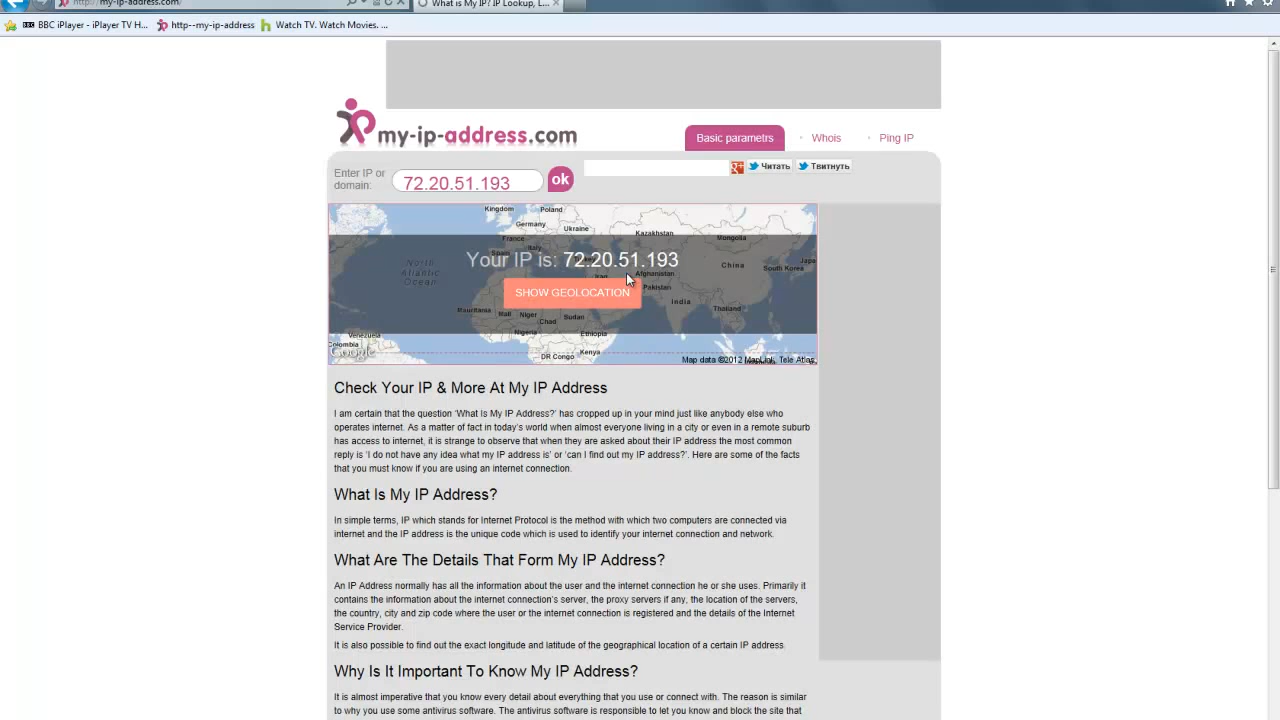 http://my-ip-address.com/
What is My IP? IP Lookup, L...
BBC iPlayer - iPlayer TV H...
http--my-ip-address
Watch TV. Watch Movies. ...
my-ip-address.com
Basic parametrs
Whois
Ping IP
Enter IP or
domain:
72.20.51.193
ok
Читать
Твитнуть
Kingdom
Poland
Germany
Ukraine
Kazakhstan
France
Mongolia
Italy
Spain
Your IP is: 72.20.51.193
North
Atlantic
Ocean
Iraq
Afghanistan
China
South Korea
Japa
Pakistan
SHOW GEOLOCATION
India
Mauritania
Mali
Niger
Chad
Sudan
Thailand
Nigeria
Ethiopia
Venezuela
Colombia
Kenya
DR Congo
Google
Map data ©2012 MapLink, Tele Atlas
Check Your IP & More At My IP Address
I am certain that the question ‘What Is My IP Address?’ has cropped up in your mind just like anybody else who
operates internet. As a matter of fact in today’s world when almost everyone living in a city or even in a remote suburb
has access to internet, it is strange to observe that when they are asked about their IP address the most common
reply is ‘I do not have any idea what my IP address is’ or ‘can I find out my IP address?’. Here are some of the facts
that you must know if you are using an internet connection.
What Is My IP Address?
In simple terms, IP which stands for Internet Protocol is the method with which two computers are connected via
internet and the IP address is the unique code which is used to identify your internet connection and network.
What Are The Details That Form My IP Address?
An IP Address normally has all the information about the user and the internet connection he or she uses. Primarily it
contains the information about the internet connection’s server, the proxy servers if any, the location of the servers,
the country, city and zip code where the user or the internet connection is registered and the details of the Internet
Service Provider.
It is also possible to find out the exact longitude and latitude of the geographical location of a certain IP address.
Why Is It Important To Know My IP Address?
It is almost imperative that you know every detail about everything that you use or connect with. The reason is similar
to why you use some antivirus software. The antivirus software is responsible to let you know and block the site that